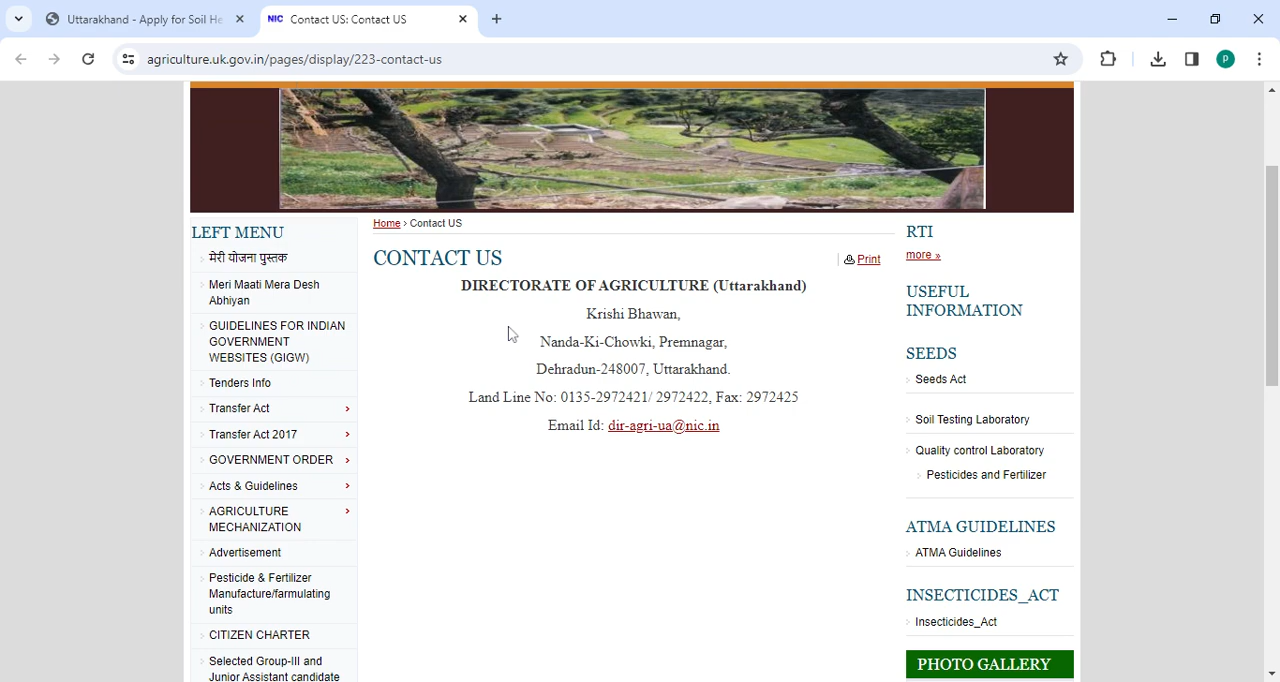 Uttarakhand - Apply for Soil He
NIC Contact US: Contact US
agriculture.uk.gov.in/pages/display/223-contact-us
P
LEFT MENU
मेरी योजना पुस्तक
Meri Maati Mera Desh
Abhiyan
GUIDELINES FOR INDIAN
GOVERNMENT
WEBSITES (GIGW)
Tenders Info
Transfer Act
Transfer Act 2017
GOVERNMENT ORDER
Acts & Guidelines
AGRICULTURE
MECHANIZATION
Advertisement
Pesticide & Fertilizer
Manufacture/farmulating
units
CITIZEN CHARTER
Selected Group-III and
Junior Assistant candidate
Home › Contact US
CONTACT US
Print
DIRECTORATE OF AGRICULTURE (Uttarakhand)
Krishi Bhawan,
Nanda-Ki-Chowki, Premnagar,
Dehradun-248007, Uttarakhand.
Land Line No: 0135-2972421/ 2972422, Fax: 2972425
Email Id: dir-agri-ua@nic.in
RTI
more »
USEFUL
INFORMATION
SEEDS
Seeds Act
Soil Testing Laboratory
Quality control Laboratory
Pesticides and Fertilizer
ATMA GUIDELINES
ATMA Guidelines
INSECTICIDES_ACT
Insecticides_Act
PHOTO GALLERY